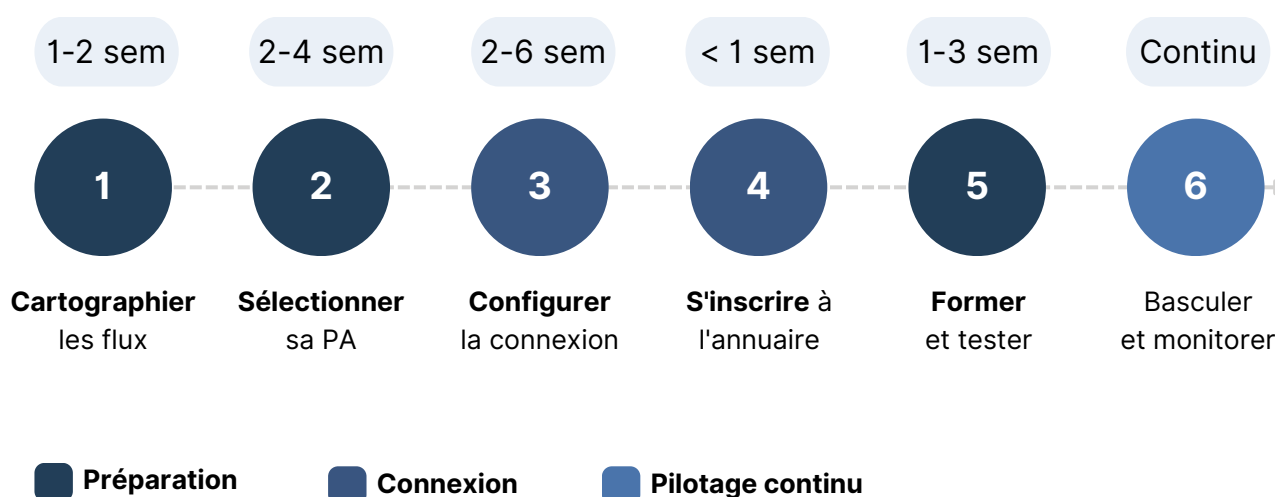 1-2 sem
2-4 sem
2-6 sem
< 1 sem
1-3 sem
Continu
1
2
3
4
5
6
Cartographier
les flux
Sélectionner
sa PA
Configurer
la connexion
S'inscrire à
l'annuaire
Former
et tester
Basculer
et monitorer
Préparation
Connexion
Pilotage continu